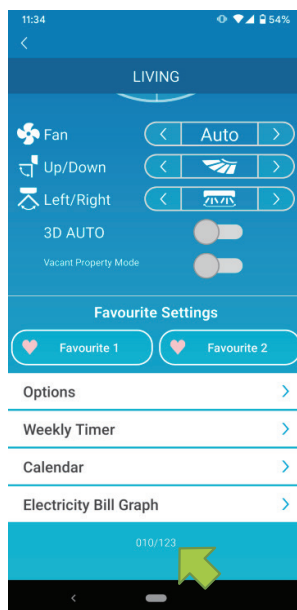 11:34 54%
LIVING
Fan Auto
Up/Down
Left/Right
3D AUTO
Vacant Property Mode
Favourite Settings
Favourite 1 Favourite 2
Options
Weekly Timer
Calendar
Electricity Bill Graph
010/123